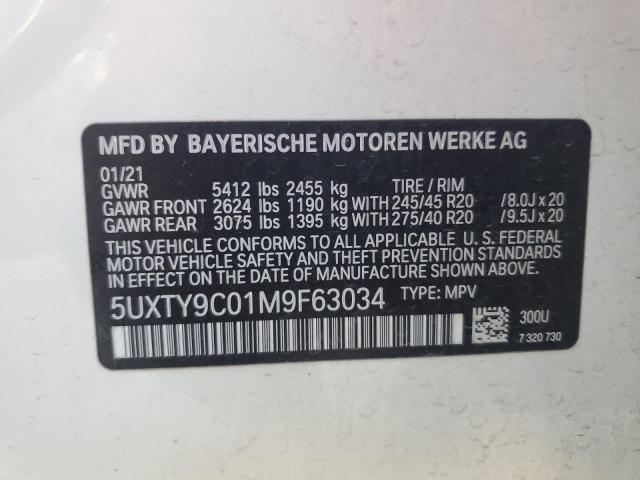 MFD BY BAYERISCHE MOTOREN WERKE AG
01/21
GVWR 5412 lbs 2455 kg TIRE / RIM
GAWR FRONT 2624 lbs 1190 kg WITH 245/45 R20 /8.0J x 20
GAWR REAR 3075 lbs 1395 kg WITH 275/40 R20 /9.5J x 20
THIS VEHICLE CONFORMS TO ALL APPLICABLE U. S. FEDERAL
MOTOR VEHICLE SAFETY AND THEFT PREVENTION STANDARDS
IN EFFECT ON THE DATE OF MANUFACTURE SHOWN ABOVE.
5UXTY9C01M9F63034 TYPE: MPV
300U
7 320 730